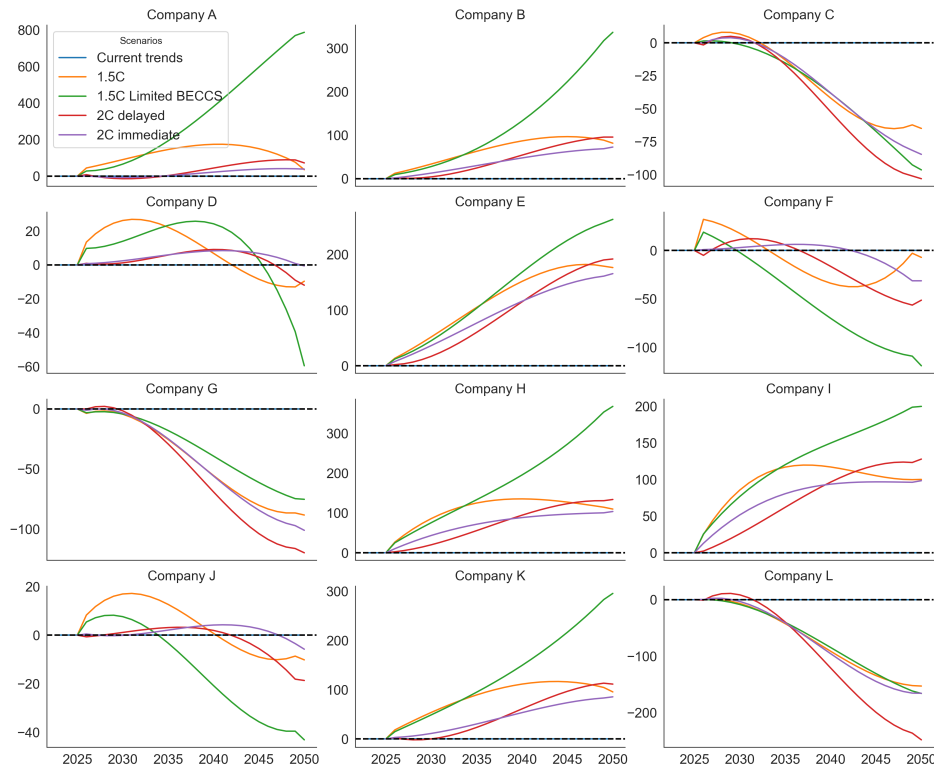 Company A
Company B
Company C
800
600
400
200
0
Scenarios
Current trends
1.5C
1.5C Limited BECCS
2C delayed
2C immediate
300
200
100
0
0
−25
−50
−75
−100
Company D
Company E
Company F
20
0
−20
−40
−60
200
100
0
0
−50
−100
Company G
Company H
Company I
0
−50
−100
300
200
100
0
200
150
100
50
0
Company J
Company K
Company L
20
0
−20
−40
300
200
100
0
0
−100
−200
2025 2030 2035 2040 2045 2050
2025 2030 2035 2040 2045 2050
2025 2030 2035 2040 2045 2050